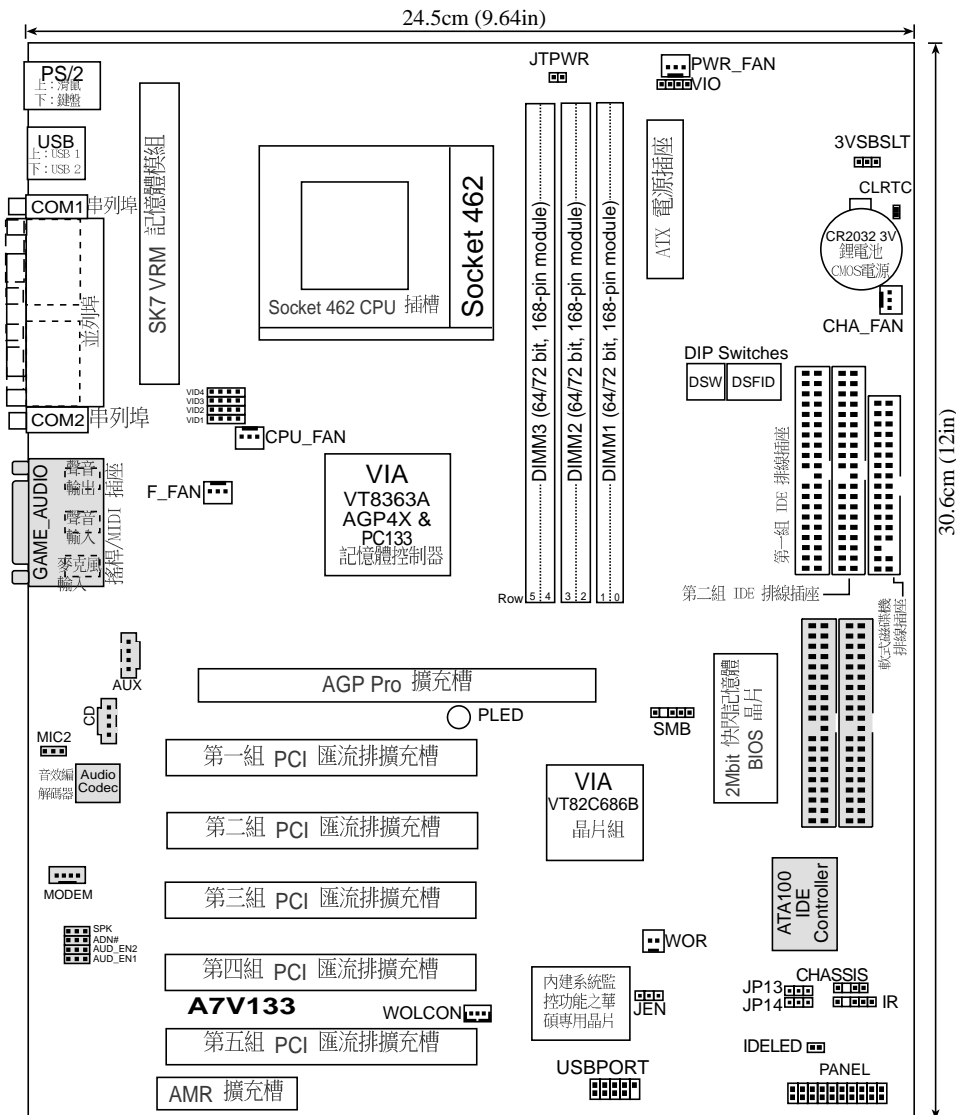 24.5cm (9.64in)
30.6cm (12in)
PS/2
上：滑鼠
下：鍵盤
USB
上：USB 1
下：USB 2
COM1
串列埠
並列埠
COM2
串列埠
GAME_AUDIO
聲音
輸出
聲音
輸入
麥克風
輸入
搖桿/MIDI 插座
SK7 VRM 記憶體模組
Socket 462 CPU 插槽
Socket 462
JTPWR
PWR_FAN
VIO
DIMM3 (64/72 bit, 168-pin module)
DIMM2 (64/72 bit, 168-pin module)
DIMM1 (64/72 bit, 168-pin module)
Row
5 4
3 2
1 0
ATX 電源插座
3VSBSLT
CLRTC
CR2032 3V
鋰電池
CMOS電源
CHA_FAN
DIP Switches
DSW
DSFID
第一組 IDE 排線插座
第二組 IDE 排線插座
軟式磁碟機
排線插座
VID4
VID3
VID2
VID1
CPU_FAN
F_FAN
VIA
VT8363A
AGP4X &
PC133
記憶體控制器
AUX
CD
MIC2
音效編
解碼器
Audio
Codec
AGP Pro 擴充槽
PLED
SMB
2Mbit 快閃記憶體
BIOS 晶片
第一組 PCI 匯流排擴充槽
第二組 PCI 匯流排擴充槽
第三組 PCI 匯流排擴充槽
第四組 PCI 匯流排擴充槽
第五組 PCI 匯流排擴充槽
VIA
VT82C686B
晶片組
MODEM
SPK
ADN#
AUD_EN2
AUD_EN1
ATA100
IDE
Controller
WOR
A7V133
WOLCON
內建系統監
控功能之華
碩專用晶片
JEN
CHASSIS
JP13
JP14
IR
IDELED
USBPORT
PANEL
AMR 擴充槽